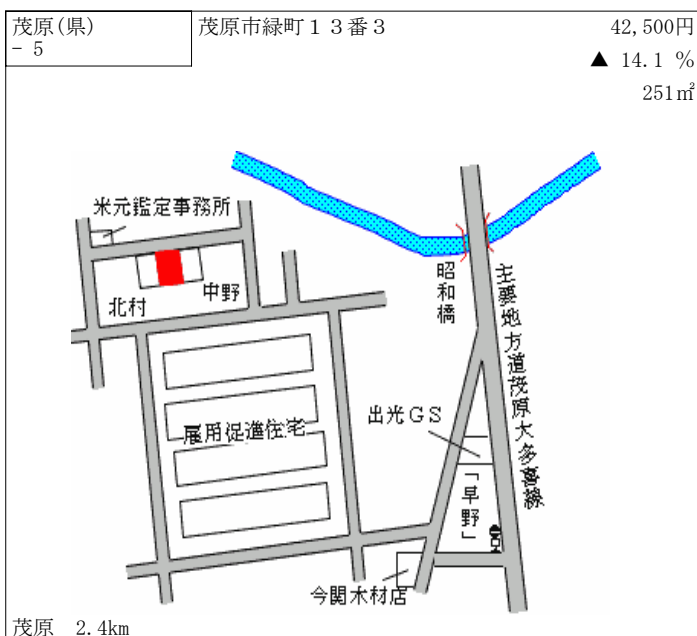 茂原(県)
- 5
茂原市緑町１３番３
42,500円
▲ 14.1 %
251㎡
米元鑑定事務所
北村
中野
昭和橋
主要地方道茂原大多喜線
雇用促進住宅
出光ＧＳ
「早野」
今関木材店
茂原 2.4km